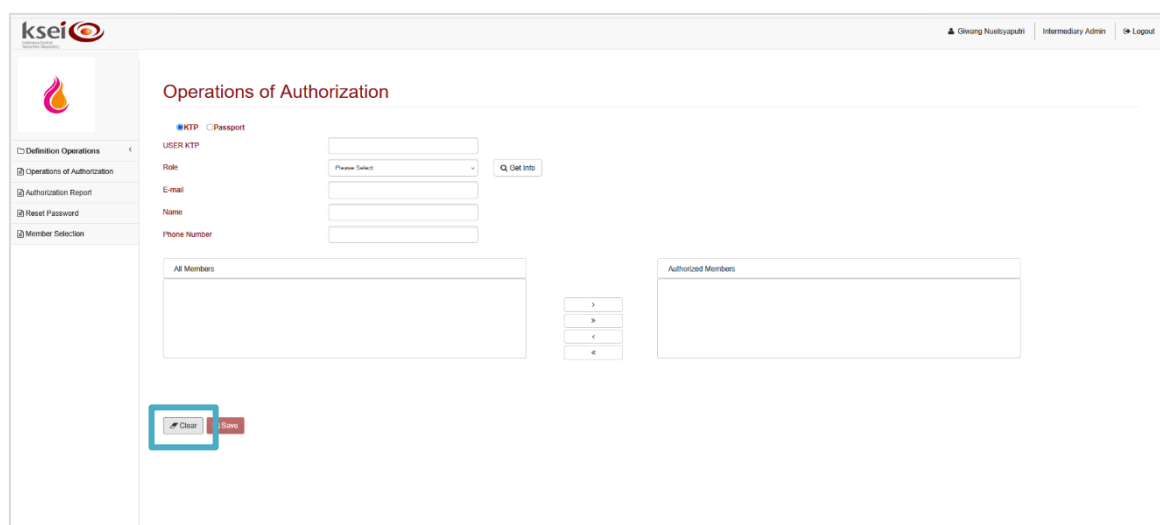 ksei
Giwang Nuelsyaputri
Intermediary Admin
Logout
Operations of Authorization
KTP
Passport
Definition Operations
Operations of Authorization
Authorization Report
Reset Password
Member Selection
USER KTP
Role
Please Select
Get Info
E-mail
Name
Phone Number
All Members
Authorized Members
>
»
<
«
Clear
Save